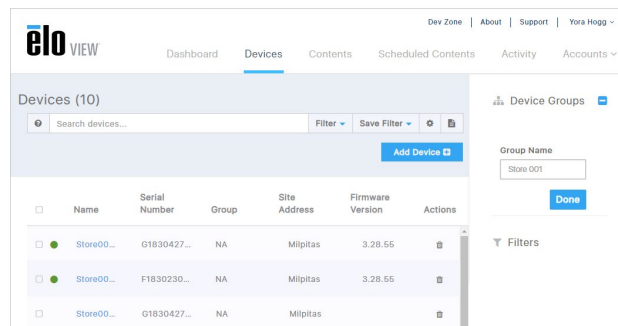 Dev Zone | About | Support | Yora Hogg
elo VIEW
Dashboard Devices Contents Scheduled Contents Activity Accounts
Devices (10)
Device Groups
Search devices...
Filter
Save Filter
Add Device
Group Name
Store 001
Done
Filters
Name Serial Number Group Site Address Firmware Version Actions
Store00... G1830427... NA Milpitas 3.28.55
Store00... F1830230... NA Milpitas 3.28.55
Store00... G1830427... NA Milpitas